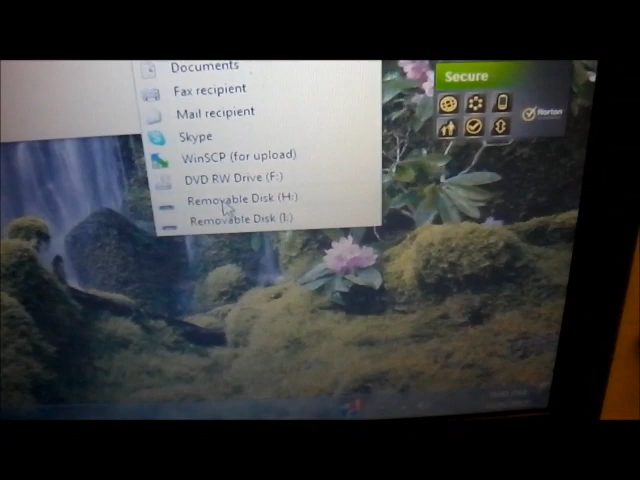 Documents
Fax recipient
Mail recipient
Skype
WinSCP (for upload)
DVD RW Drive (F:)
Removable Disk (H:)
Removable Disk (I:)
Secure
Norton